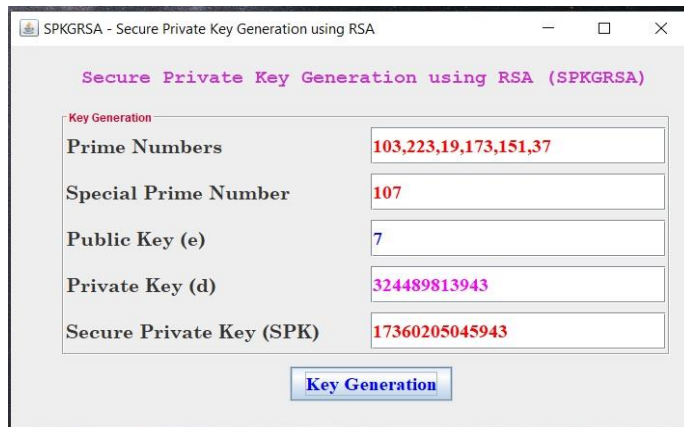 SPKGRSA - Secure Private Key Generation using RSA
Secure Private Key Generation using RSA (SPKGRSA)
Key Generation
Prime Numbers 103,223,19,173,151,37
Special Prime Number 107
Public Key (e) 7
Private Key (d) 324489813943
Secure Private Key (SPK) 17360205045943
Key Generation